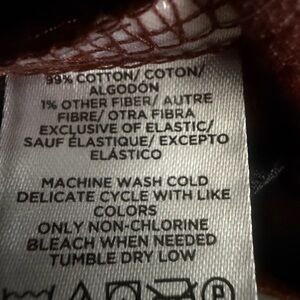 99% COTTON/ COTON/
ALGODÓN
1% OTHER FIBER/ AUTRE
FIBRE/ OTRA FIBRA
EXCLUSIVE OF ELASTIC/
SAUF ÉLASTIQUE/ EXCEPTO
ELÁSTICO
MACHINE WASH COLD
DELICATE CYCLE WITH LIKE
COLORS
ONLY NON-CHLORINE
BLEACH WHEN NEEDED
TUMBLE DRY LOW